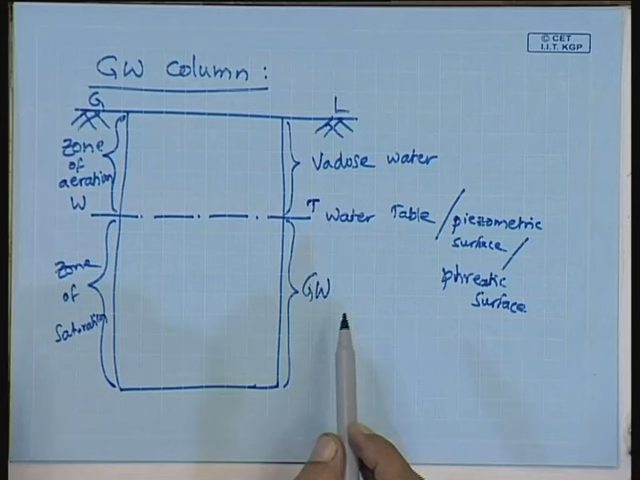 © CET
I.I.T. KGP
GW column:
G L
Zone
of
aeration
Vadose water
W T
Water Table / piezometric
surface /
phreatic
surface
Zone
of
Saturation
GW